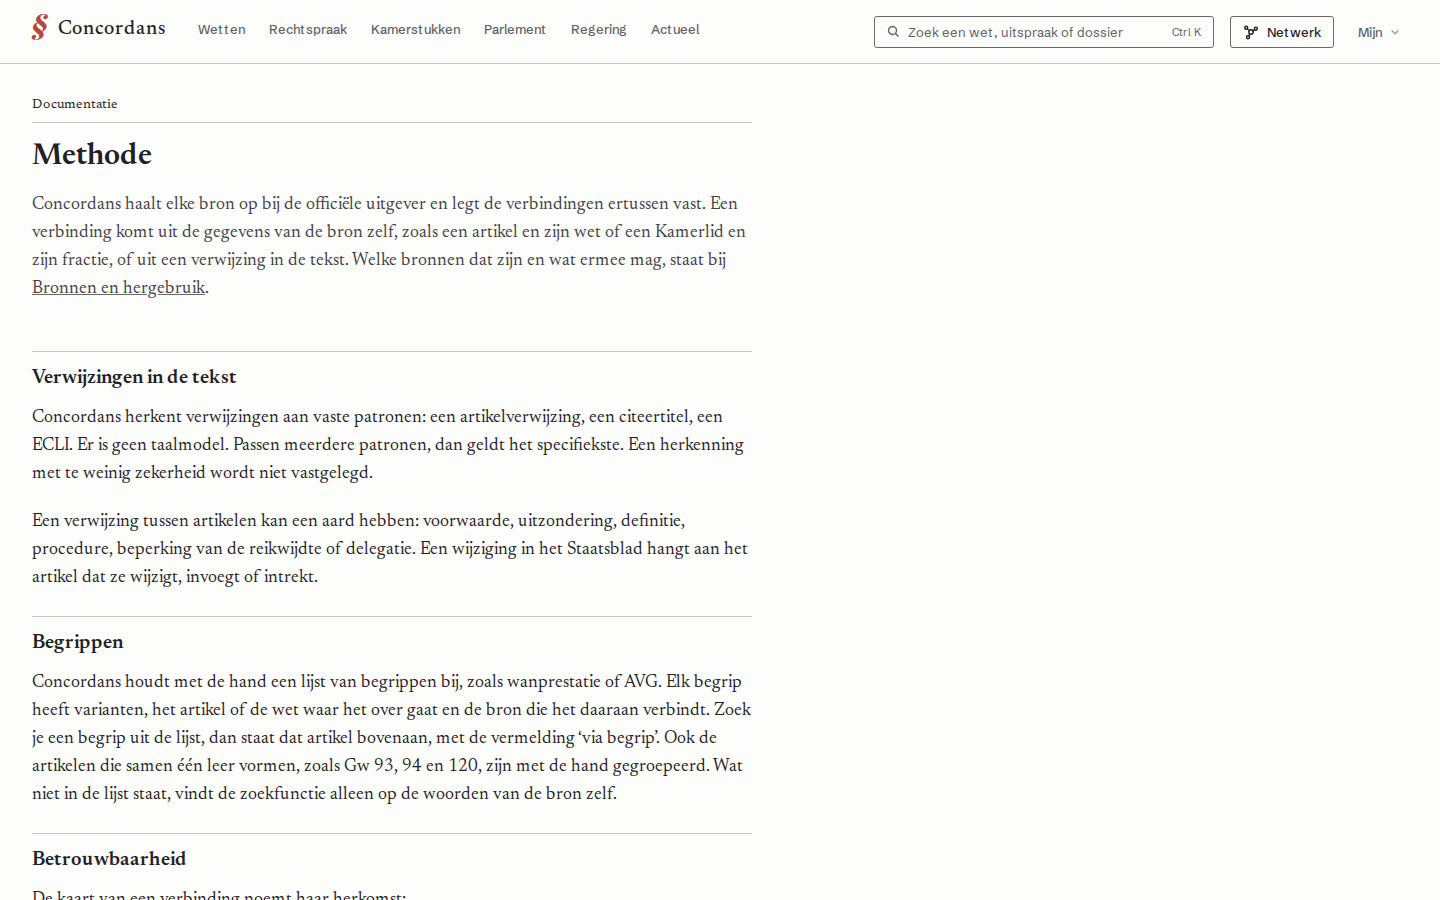 § Concordans
Wetten Rechtspraak Kamerstukken Parlement Regering Actueel
Zoek een wet, uitspraak of dossier Ctrl K
Netwerk
Mijn
Documentatie
Methode
Concordans haalt elke bron op bij de officiële uitgever en legt de verbindingen ertussen vast. Een
verbinding komt uit de gegevens van de bron zelf, zoals een artikel en zijn wet of een Kamerlid en
zijn fractie, of uit een verwijzing in de tekst. Welke bronnen dat zijn en wat ermee mag, staat bij
Bronnen en hergebruik.
Verwijzingen in de tekst
Concordans herkent verwijzingen aan vaste patronen: een artikelverwijzing, een citeertitel, een
ECLI. Er is geen taalmodel. Passen meerdere patronen, dan geldt het specifiekste. Een herkenning
met te weinig zekerheid wordt niet vastgelegd.
Een verwijzing tussen artikelen kan een aard hebben: voorwaarde, uitzondering, definitie,
procedure, beperking van de reikwijdte of delegatie. Een wijziging in het Staatsblad hangt aan het
artikel dat ze wijzigt, invoegt of intrekt.
Begrippen
Concordans houdt met de hand een lijst van begrippen bij, zoals wanprestatie of AVG. Elk begrip
heeft varianten, het artikel of de wet waar het over gaat en de bron die het daaraan verbindt. Zoek
je een begrip uit de lijst, dan staat dat artikel bovenaan, met de vermelding ‘via begrip’. Ook de
artikelen die samen één leer vormen, zoals Gw 93, 94 en 120, zijn met de hand gegroepeerd. Wat
niet in de lijst staat, vindt de zoekfunctie alleen op de woorden van de bron zelf.
Betrouwbaarheid
De kaart van een verbinding noemt haar herkomst: